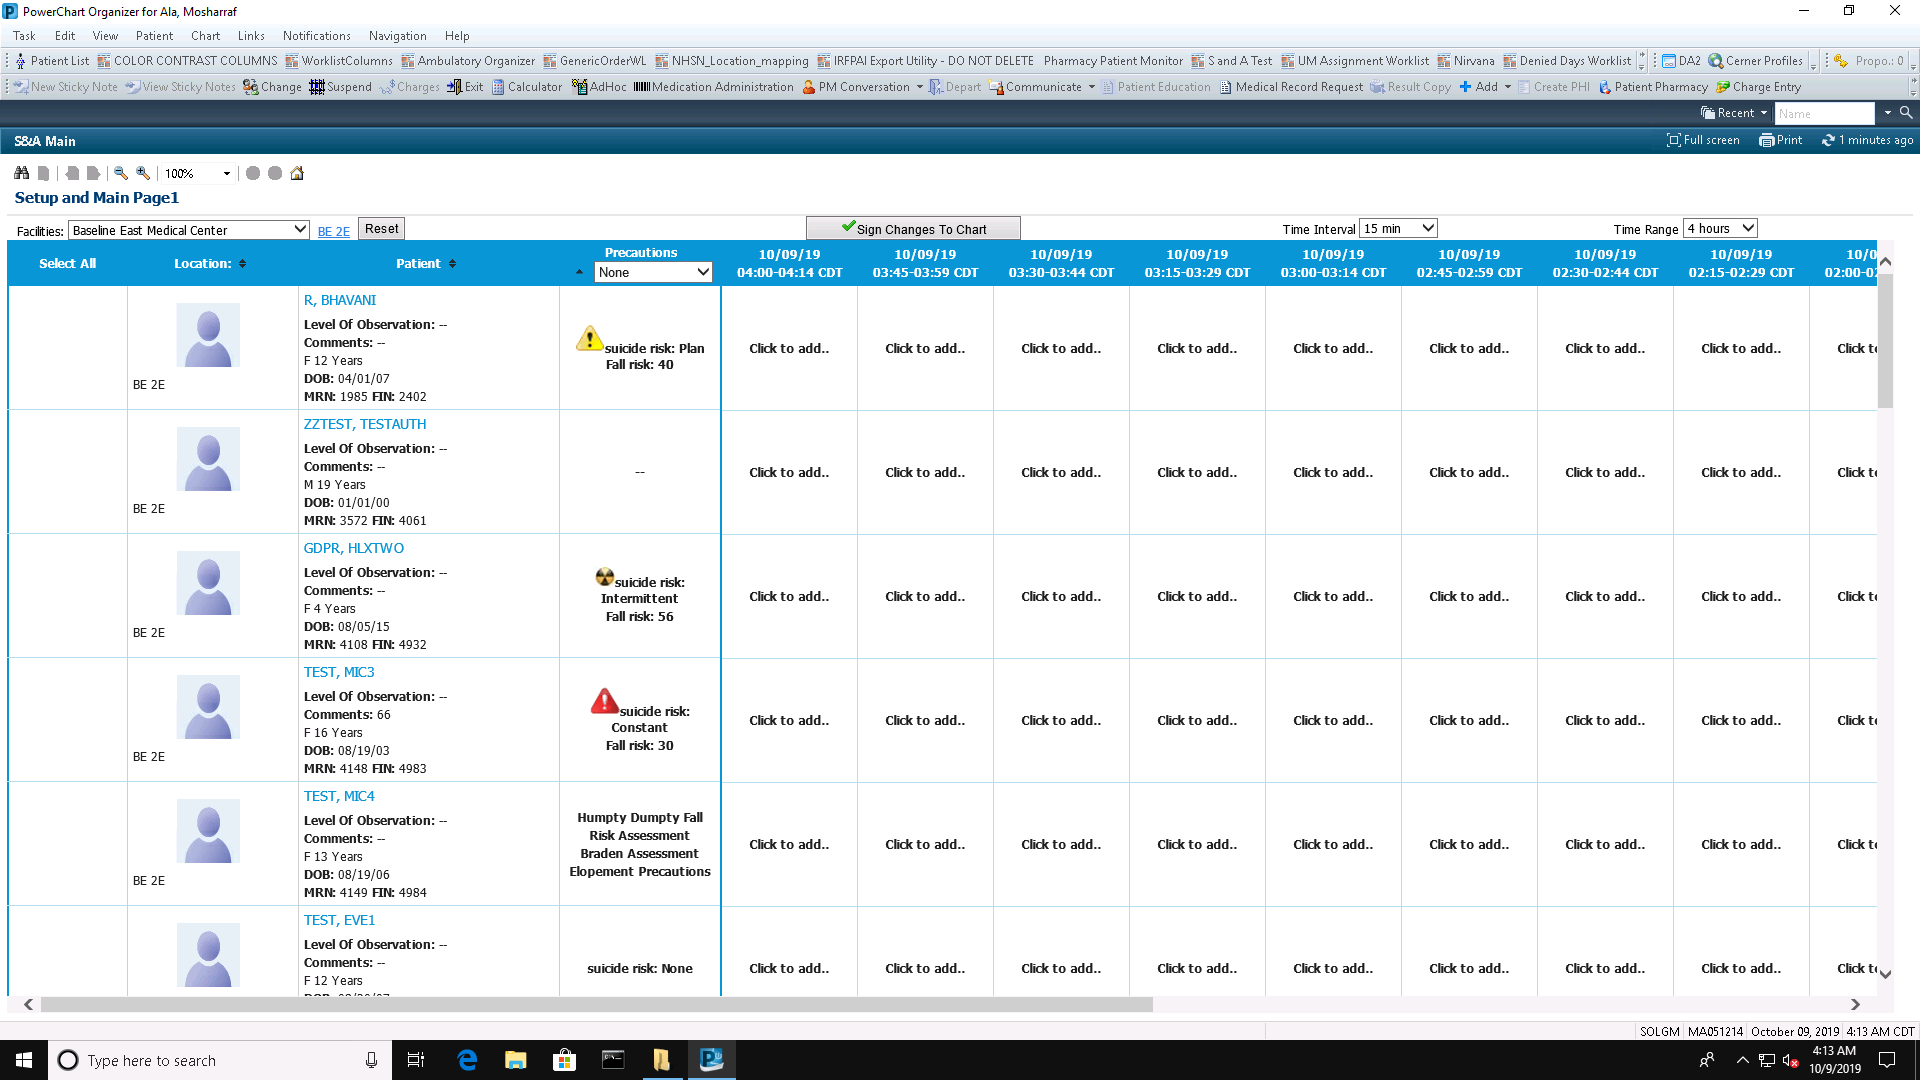 PowerChart Organizer for Ala, Mosharraf
Task Edit View Patient Chart Links Notifications Navigation Help
Patient List COLOR CONTRAST COLUMNS WorklistColumns Ambulatory Organizer GenericOrderWL NHSN_Location_mapping IRFPAI Export Utility - DO NOT DELETE Pharmacy Patient Monitor S and A Test UM Assignment Worklist Nirvana Denied Days Worklist DA2 Cerner Profiles Propo.: 0
New Sticky Note View Sticky Notes Change Suspend Charges Exit Calculator AdHoc Medication Administration PM Conversation Depart Communicate Patient Education Medical Record Request Result Copy Add Create PHI Patient Pharmacy Charge Entry
Recent Name
S&A Main Full screen Print 1 minutes ago
100%
Setup and Main Page1
Facilities: Baseline East Medical Center BE 2E Reset Sign Changes To Chart Time Interval 15 min Time Range 4 hours
Select All Location: Patient Precautions None
10/09/19 10/09/19 10/09/19 10/09/19 10/09/19 10/09/19 10/09/19 10/09/19 10/0
04:00-04:14 CDT 03:45-03:59 CDT 03:30-03:44 CDT 03:15-03:29 CDT 03:00-03:14 CDT 02:45-02:59 CDT 02:30-02:44 CDT 02:15-02:29 CDT 02:00-0
BE 2E
R, BHAVANI
Level Of Observation: --
Comments: --
F 12 Years
DOB: 04/01/07
MRN: 1985 FIN: 2402
suicide risk: Plan
Fall risk: 40
Click to add.. Click to add.. Click to add.. Click to add.. Click to add.. Click to add.. Click to add.. Click to add.. Click t
BE 2E
ZZTEST, TESTAUTH
Level Of Observation: --
Comments: --
M 19 Years
DOB: 01/01/00
MRN: 3572 FIN: 4061
--
Click to add.. Click to add.. Click to add.. Click to add.. Click to add.. Click to add.. Click to add.. Click to add.. Click t
BE 2E
GDPR, HLXTWO
Level Of Observation: --
Comments: --
F 4 Years
DOB: 08/05/15
MRN: 4108 FIN: 4932
suicide risk:
Intermittent
Fall risk: 56
Click to add.. Click to add.. Click to add.. Click to add.. Click to add.. Click to add.. Click to add.. Click to add.. Click t
BE 2E
TEST, MIC3
Level Of Observation: --
Comments: 66
F 16 Years
DOB: 08/19/03
MRN: 4148 FIN: 4983
suicide risk:
Constant
Fall risk: 30
Click to add.. Click to add.. Click to add.. Click to add.. Click to add.. Click to add.. Click to add.. Click to add.. Click t
BE 2E
TEST, MIC4
Level Of Observation: --
Comments: --
F 13 Years
DOB: 08/19/06
MRN: 4149 FIN: 4984
Humpty Dumpty Fall
Risk Assessment
Braden Assessment
Elopement Precautions
Click to add.. Click to add.. Click to add.. Click to add.. Click to add.. Click to add.. Click to add.. Click to add.. Click t
TEST, EVE1
Level Of Observation: --
Comments: --
F 12 Years
suicide risk: None
Click to add.. Click to add.. Click to add.. Click to add.. Click to add.. Click to add.. Click to add.. Click to add.. Click t
SOLGM MA051214 October 09, 2019 4:13 AM CDT
Type here to search
4:13 AM
10/9/2019